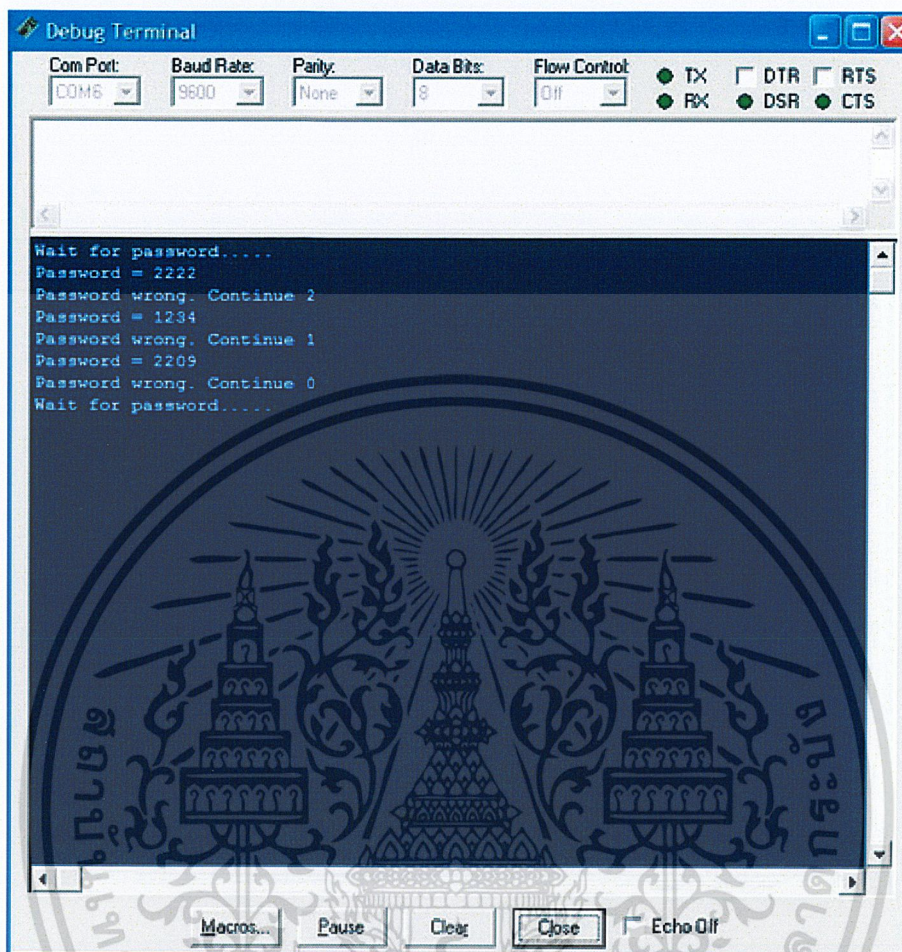 Debug Terminal
Com Port: Baud Rate: Parity: Data Bits: Flow Control:
COM6 9600 None 8 Off
TX DTR RTS
RX DSR CTS
Wait for password.....
Password = 2222
Password wrong. Continue 2
Password = 1234
Password wrong. Continue 1
Password = 2209
Password wrong. Continue 0
Wait for password.....
Macros... Pause Clear Close Echo Off